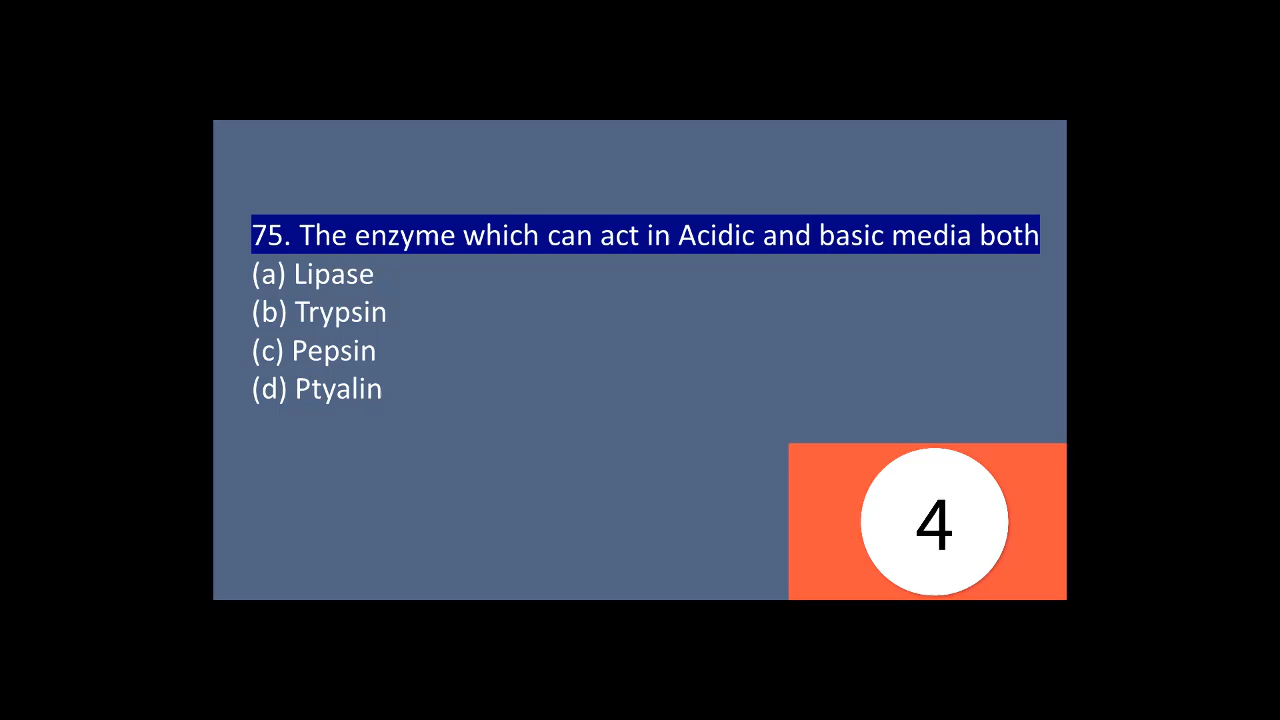 75. The enzyme which can act in Acidic and basic media both
(a) Lipase
(b) Trypsin
(c) Pepsin
(d) Ptyalin
4